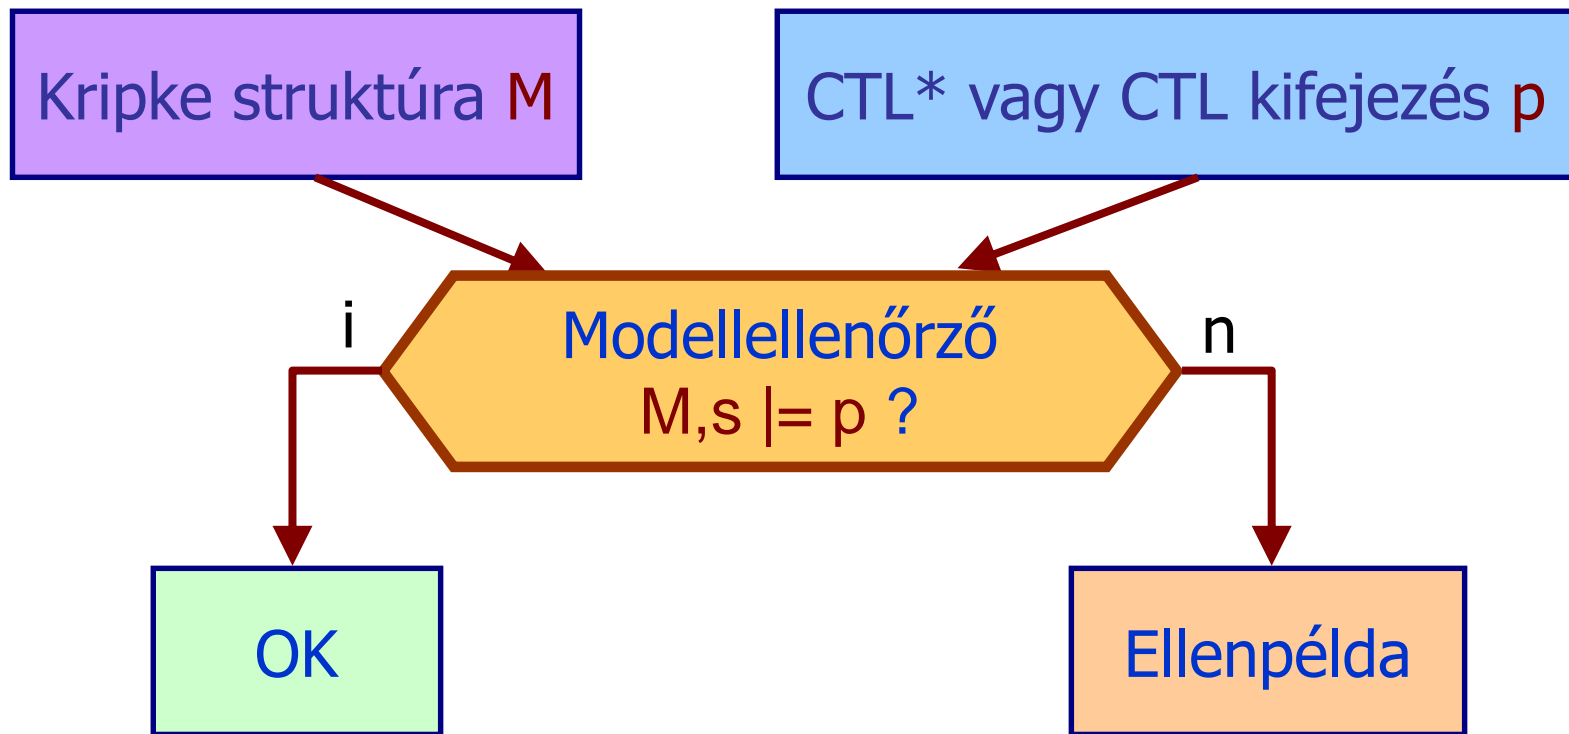 Kripke struktúra M
CTL* vagy CTL kifejezés p
i
Modellellenőrző
n
M,s |= p ?
OK
Ellenpélda